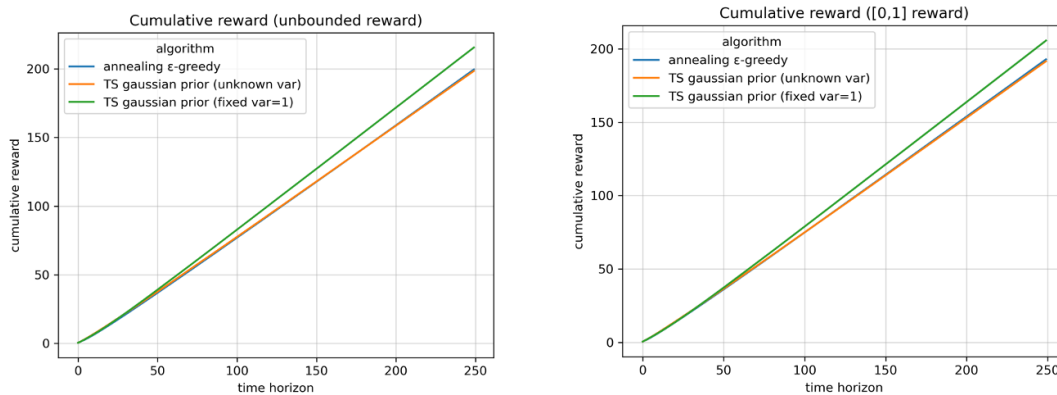 Cumulative reward (unbounded reward)
algorithm
annealing ε-greedy
TS gaussian prior (unknown var)
TS gaussian prior (fixed var=1)
200
150
100
50
0
cumulative reward
0 50 100 150 200 250
time horizon
Cumulative reward ([0,1] reward)
algorithm
annealing ε-greedy
TS gaussian prior (unknown var)
TS gaussian prior (fixed var=1)
200
150
100
50
0
cumulative reward
0 50 100 150 200 250
time horizon